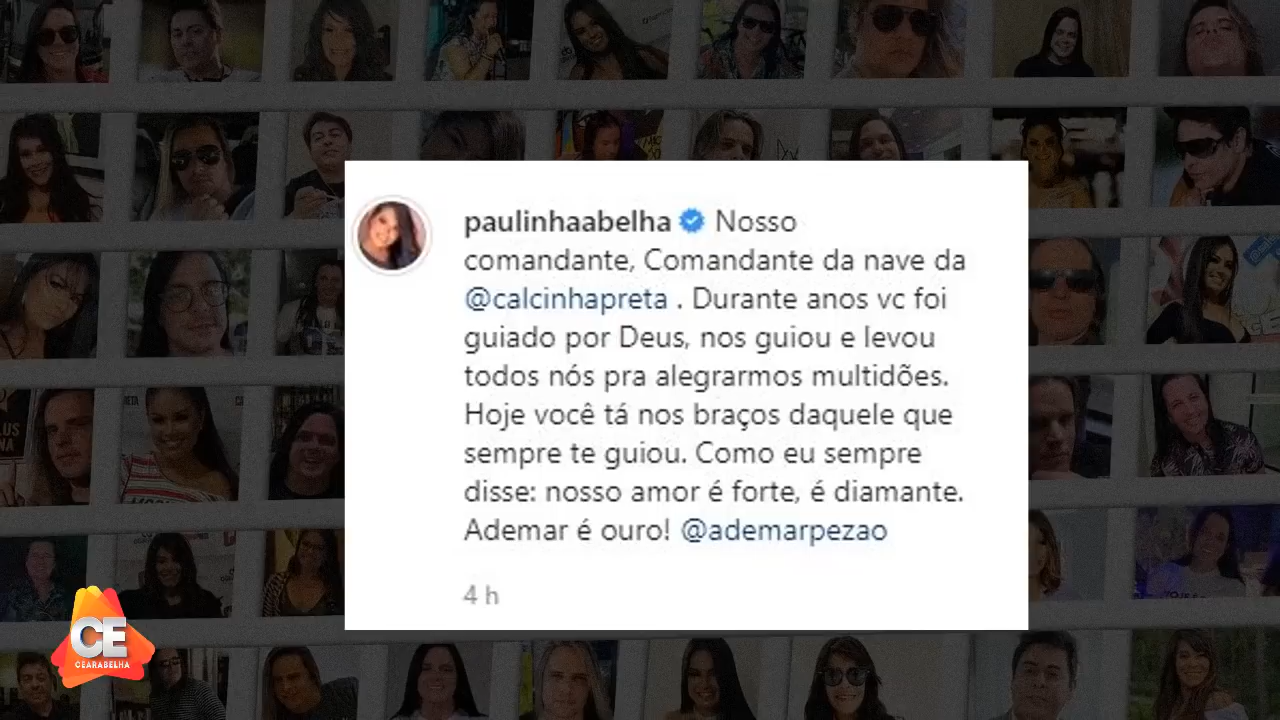 paulinhaabelha Nosso
comandante, Comandante da nave da
@calcinhapreta . Durante anos vc foi
guiado por Deus, nos guiou e levou
todos nós pra alegrarmos multidões.
Hoje você tá nos braços daquele que
sempre te guiou. Como eu sempre
disse: nosso amor é forte, é diamante.
Ademar é ouro! @ademarpezao
4 h
CE
CEARABELHA